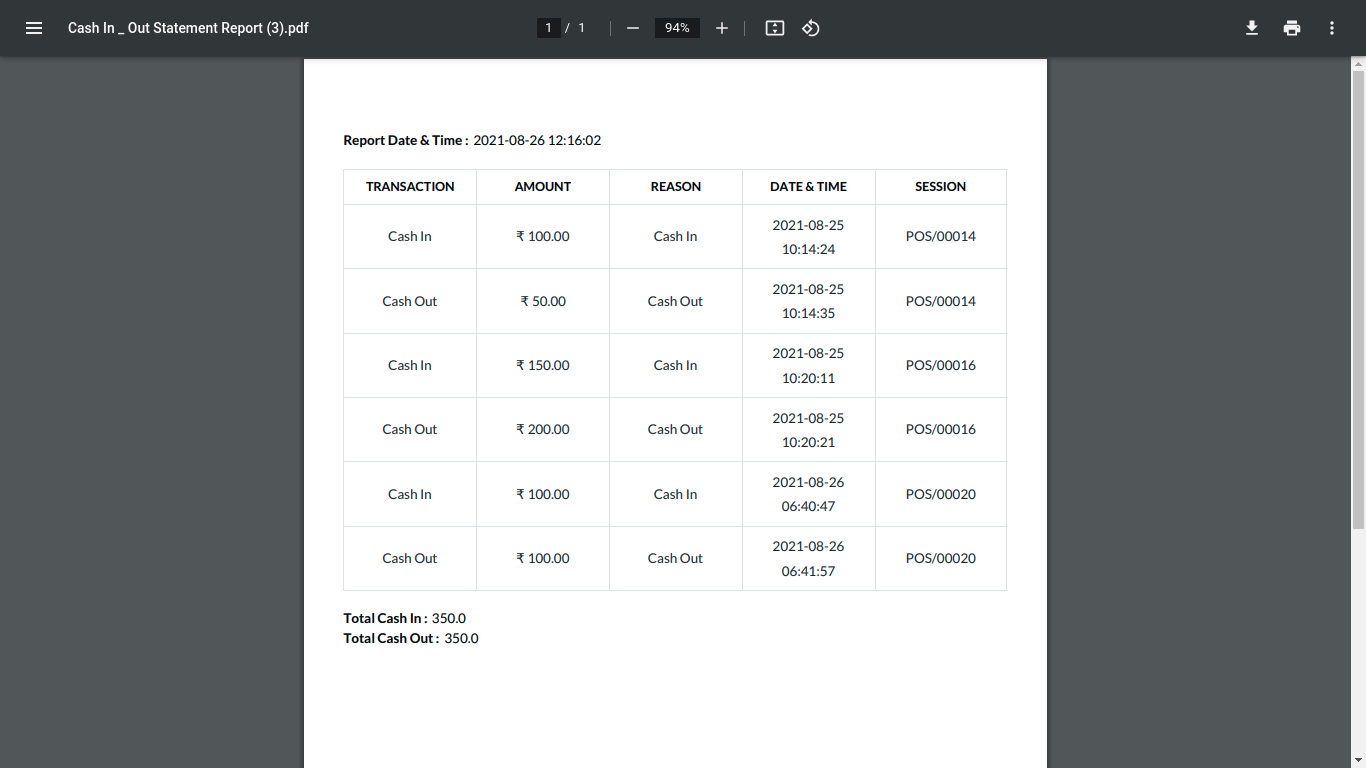 Cash In _ Out Statement Report (3).pdf
1 / 1
94%
Report Date & Time : 2021-08-26 12:16:02
TRANSACTION AMOUNT REASON DATE & TIME SESSION
Cash In ₹ 100.00 Cash In 2021-08-25 10:14:24 POS/00014
Cash Out ₹ 50.00 Cash Out 2021-08-25 10:14:35 POS/00014
Cash In ₹ 150.00 Cash In 2021-08-25 10:20:11 POS/00016
Cash Out ₹ 200.00 Cash Out 2021-08-25 10:20:21 POS/00016
Cash In ₹ 100.00 Cash In 2021-08-26 06:40:47 POS/00020
Cash Out ₹ 100.00 Cash Out 2021-08-26 06:41:57 POS/00020
Total Cash In : 350.0
Total Cash Out : 350.0